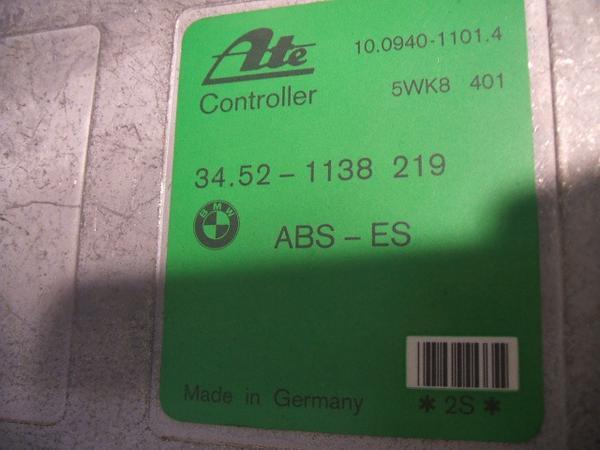 Ate 10.0940-1101.4
Controller 5WK8 401
34.52-1138 219
BMW
ABS-ES
Made in Germany * 2S *